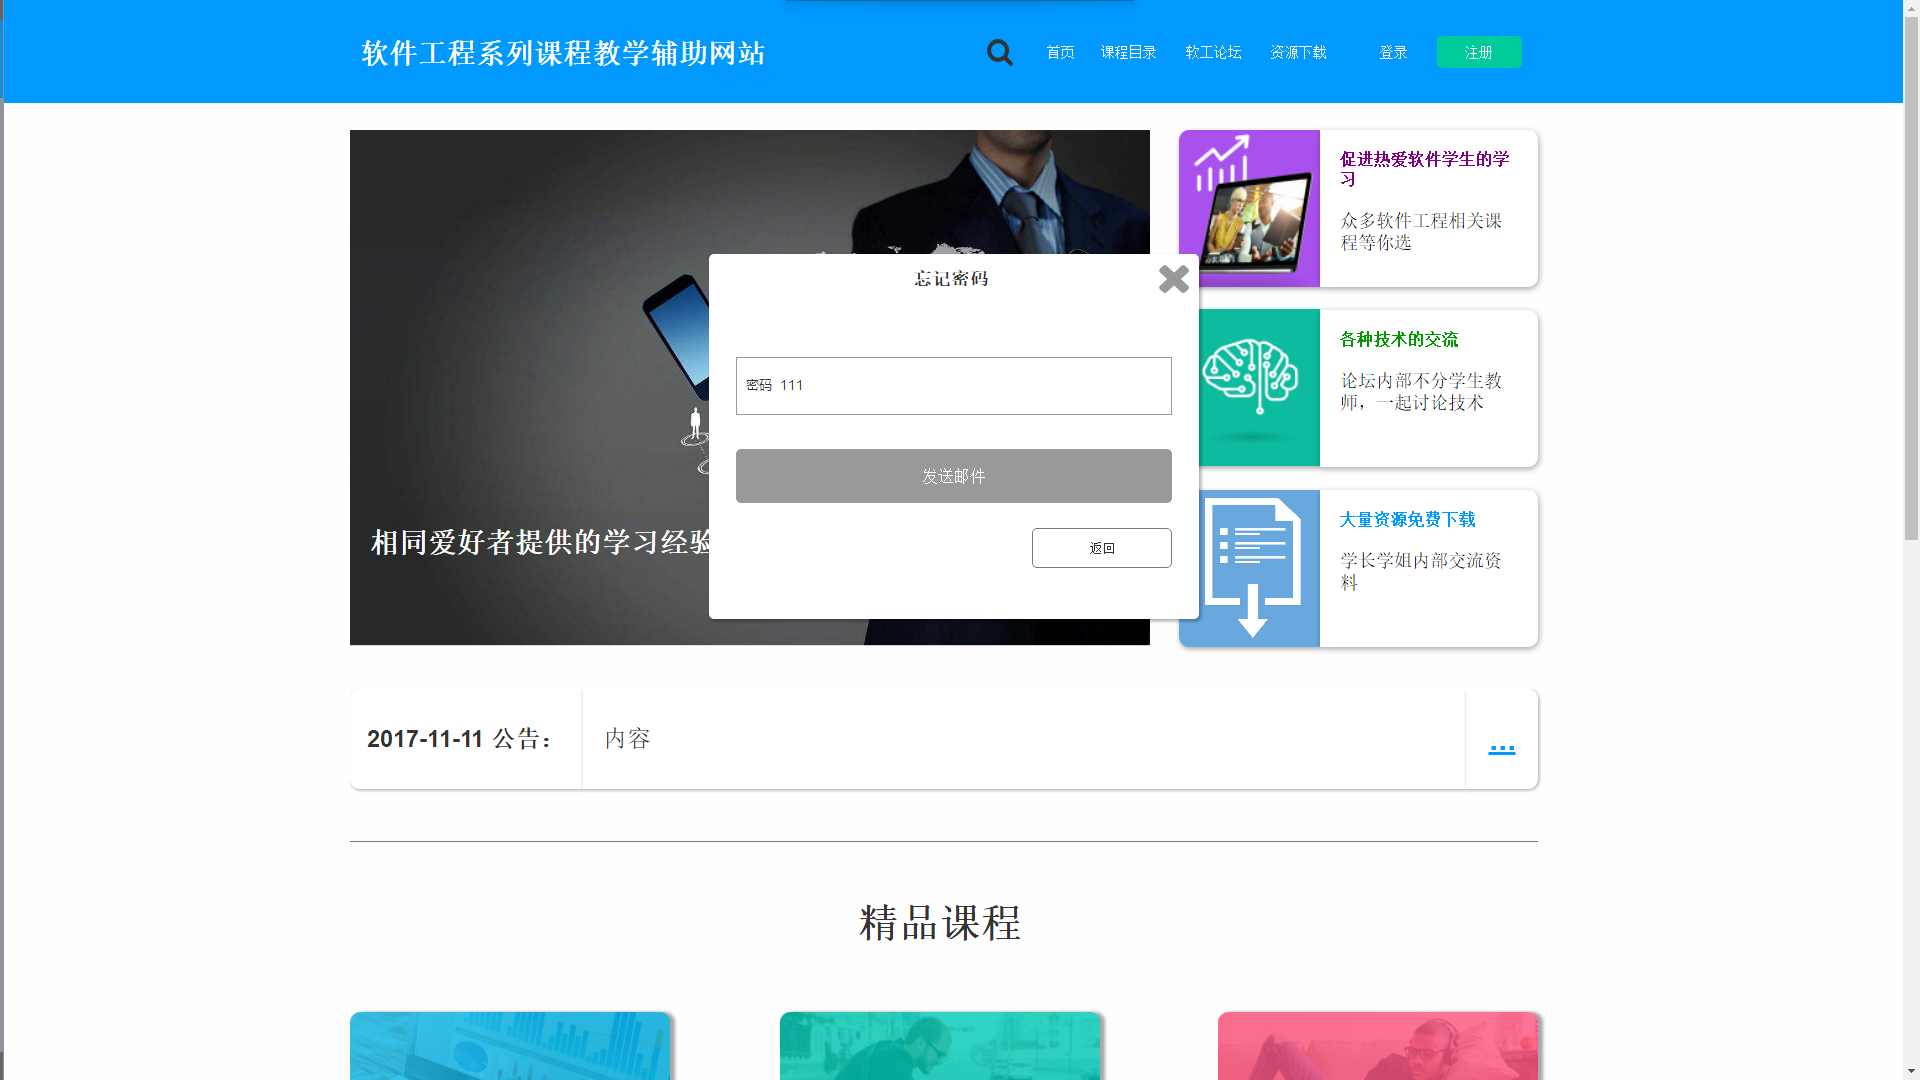 软件工程系列课程教学辅助网站
首页 课程目录 软工论坛 资源下载 登录 注册
相同爱好者提供的学习经验
促进热爱软件学生的学
习
众多软件工程相关课
程等你选
各种技术的交流
论坛内部不分学生教
师，一起讨论技术
大量资源免费下载
学长学姐内部交流资
料
忘记密码
密码 111
发送邮件
返回
2017-11-11 公告： 内容 ...
精品课程